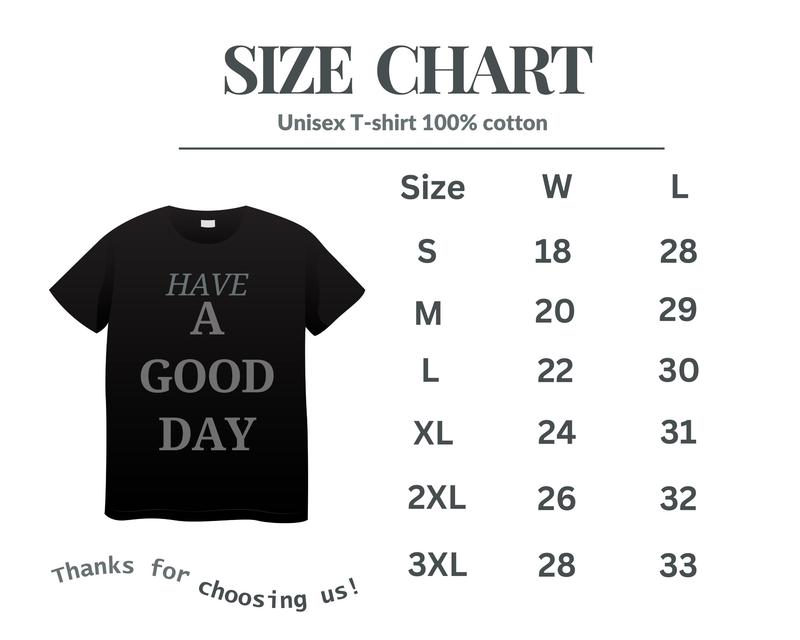 SIZE CHART
Unisex T-shirt 100% cotton
Size W L
S 18 28
M 20 29
L 22 30
XL 24 31
2XL 26 32
3XL 28 33
HAVE
A
GOOD
DAY
Thanks for choosing us!